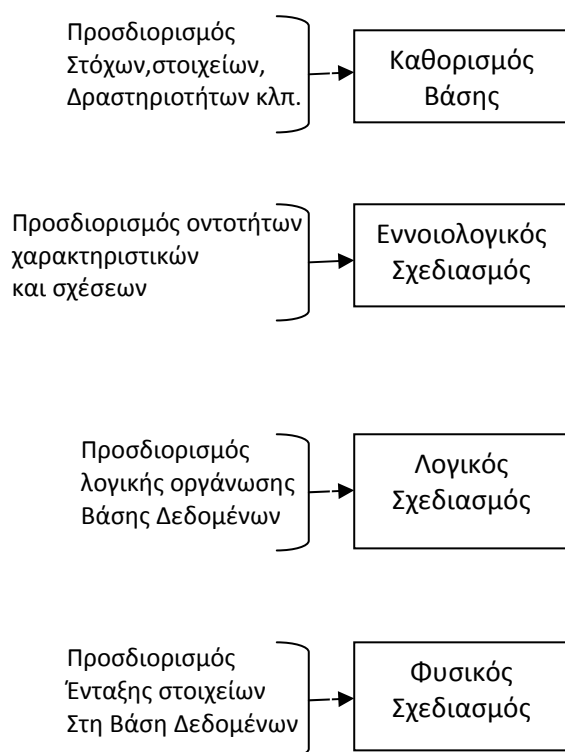 Προσδιορισμός
Στόχων,στοιχείων,
Δραστηριοτήτων κλπ.
Καθορισμός
Βάσης
Προσδιορισμός οντοτήτων
χαρακτηριστικών
και σχέσεων
Εννοιολογικός
Σχεδιασμός
Προσδιορισμός
λογικής οργάνωσης
Βάσης Δεδομένων
Λογικός
Σχεδιασμός
Προσδιορισμός
Ένταξης στοιχείων
Στη Βάση Δεδομένων
Φυσικός
Σχεδιασμός